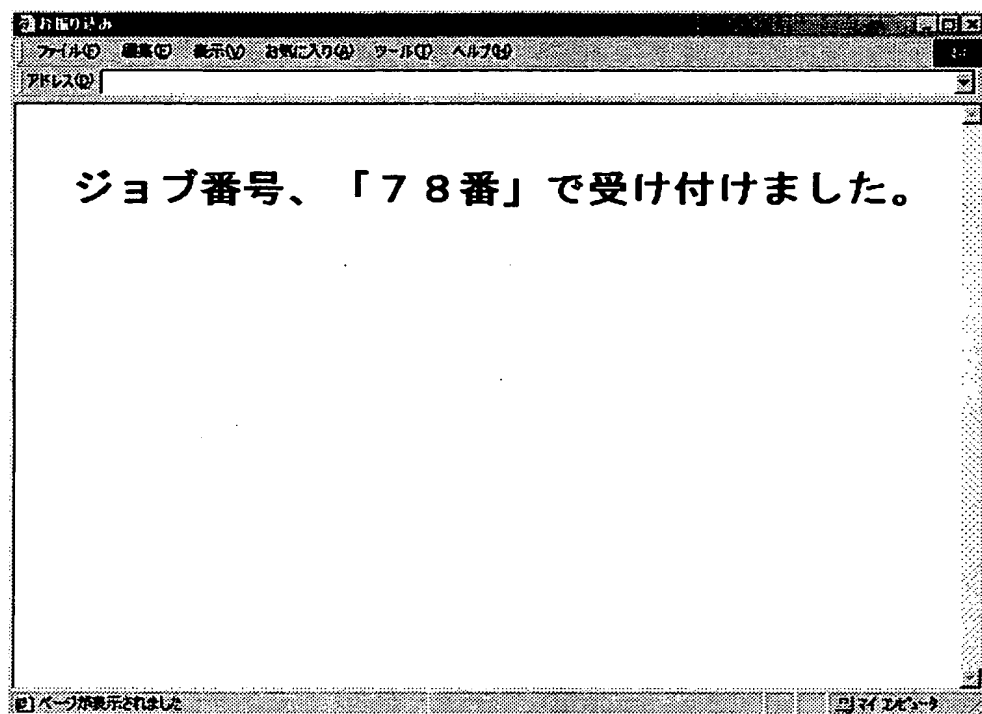 お振り込み
ファイル(F) 編集(E) 表示(V) お気に入り(A) ツール(T) ヘルプ(H)
アドレス(D)
ジョブ番号、「７８番」で受け付けました。
ページが表示されました マイ コンピュータ